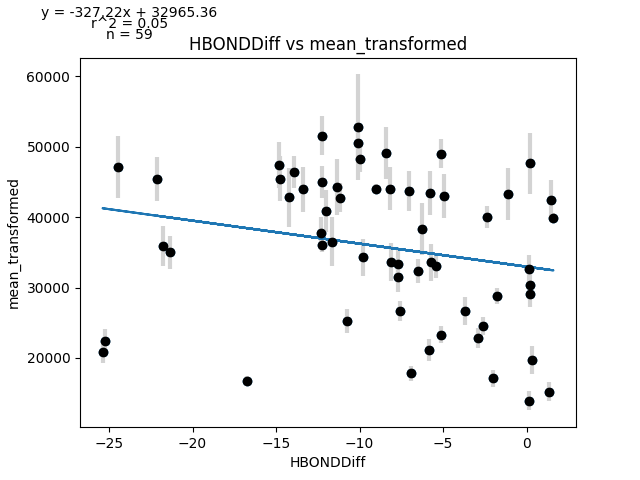 y = -327.22x + 32965.36
r^2 = 0.05
n = 59
HBONDDiff vs mean_transformed
60000
50000
40000
30000
20000
mean_transformed
−25
−20
−15
−10
−5
0
HBONDDiff